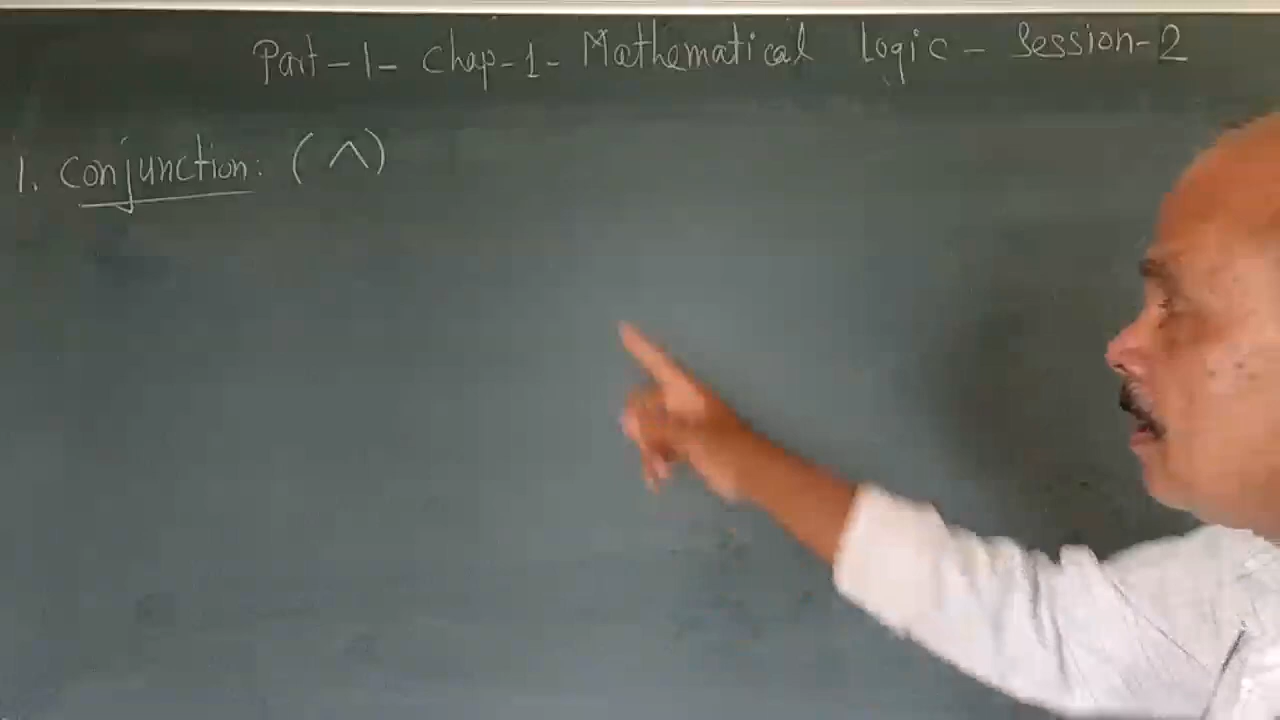 Part-1- Chap-1- Mathematical Logic - Session-2
1. Conjunction: (∧)